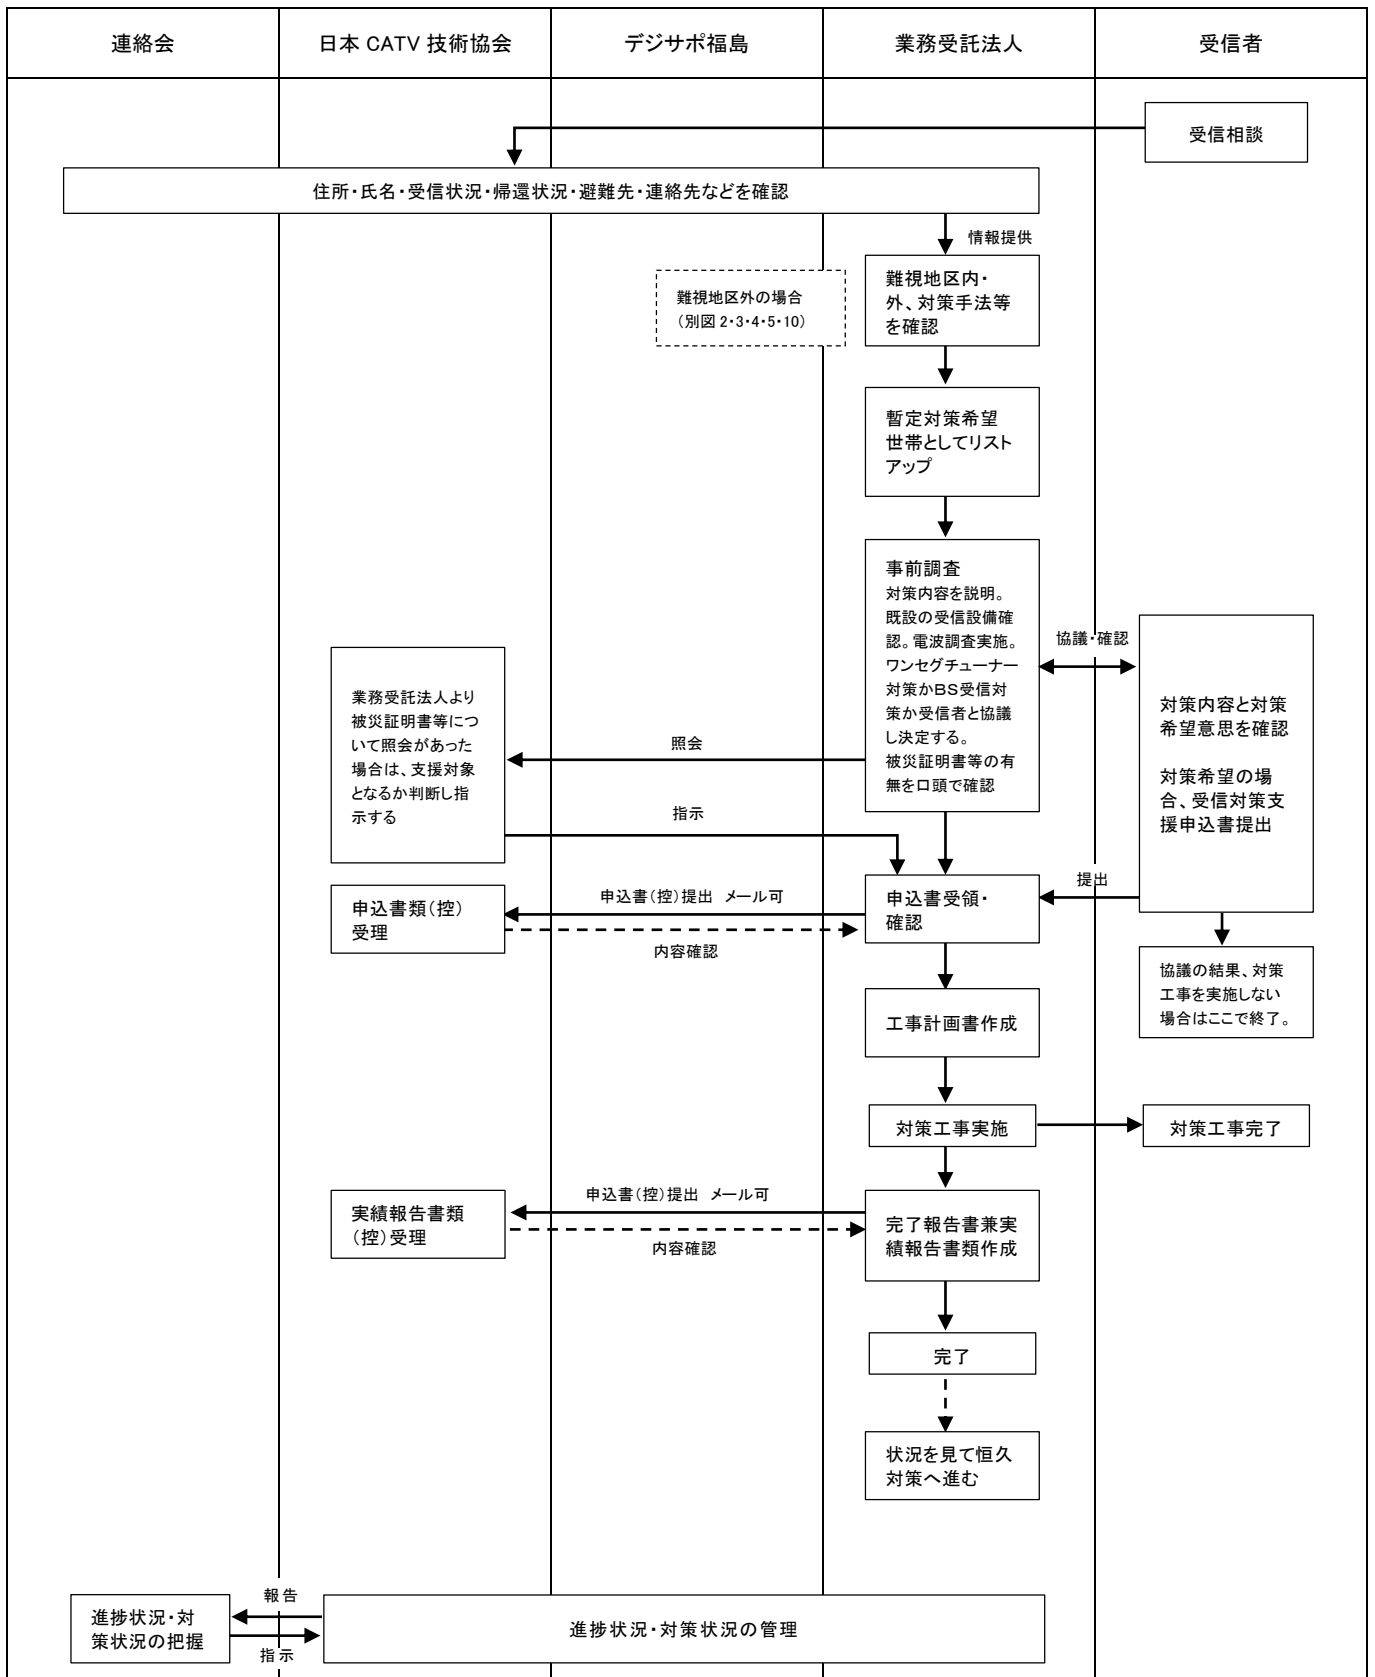 連絡会
日本 CATV 技術協会
デジサポ福島
業務受託法人
受信者
受信相談
住所・氏名・受信状況・帰還状況・避難先・連絡先などを確認
情報提供
難視地区外の場合
(別図 2・3・4・5・10)
難視地区内・
外、対策手法等
を確認
暫定対策希望
世帯としてリスト
アップ
事前調査
対策内容を説明。
既設の受信設備確
認。電波調査実施。
ワンセグチューナー
対策かBS受信対
策か受信者と協議
し決定する。
被災証明書等の有
無を口頭で確認
協議・確認
対策内容と対策
希望意思を確認
対策希望の場
合、受信対策支
援申込書提出
業務受託法人より
被災証明書等につ
いて照会があった
場合は、支援対象
となるか判断し指
示する
照会
指示
提出
申込書類(控)
受理
申込書(控)提出 メール可
内容確認
申込書受領・
確認
協議の結果、対策
工事を実施しない
場合はここで終了。
工事計画書作成
対策工事実施
対策工事完了
実績報告書類
(控)受理
申込書(控)提出 メール可
内容確認
完了報告書兼実
績報告書類作成
完了
状況を見て恒久
対策へ進む
進捗状況・対
策状況の把握
報告
指示
進捗状況・対策状況の管理